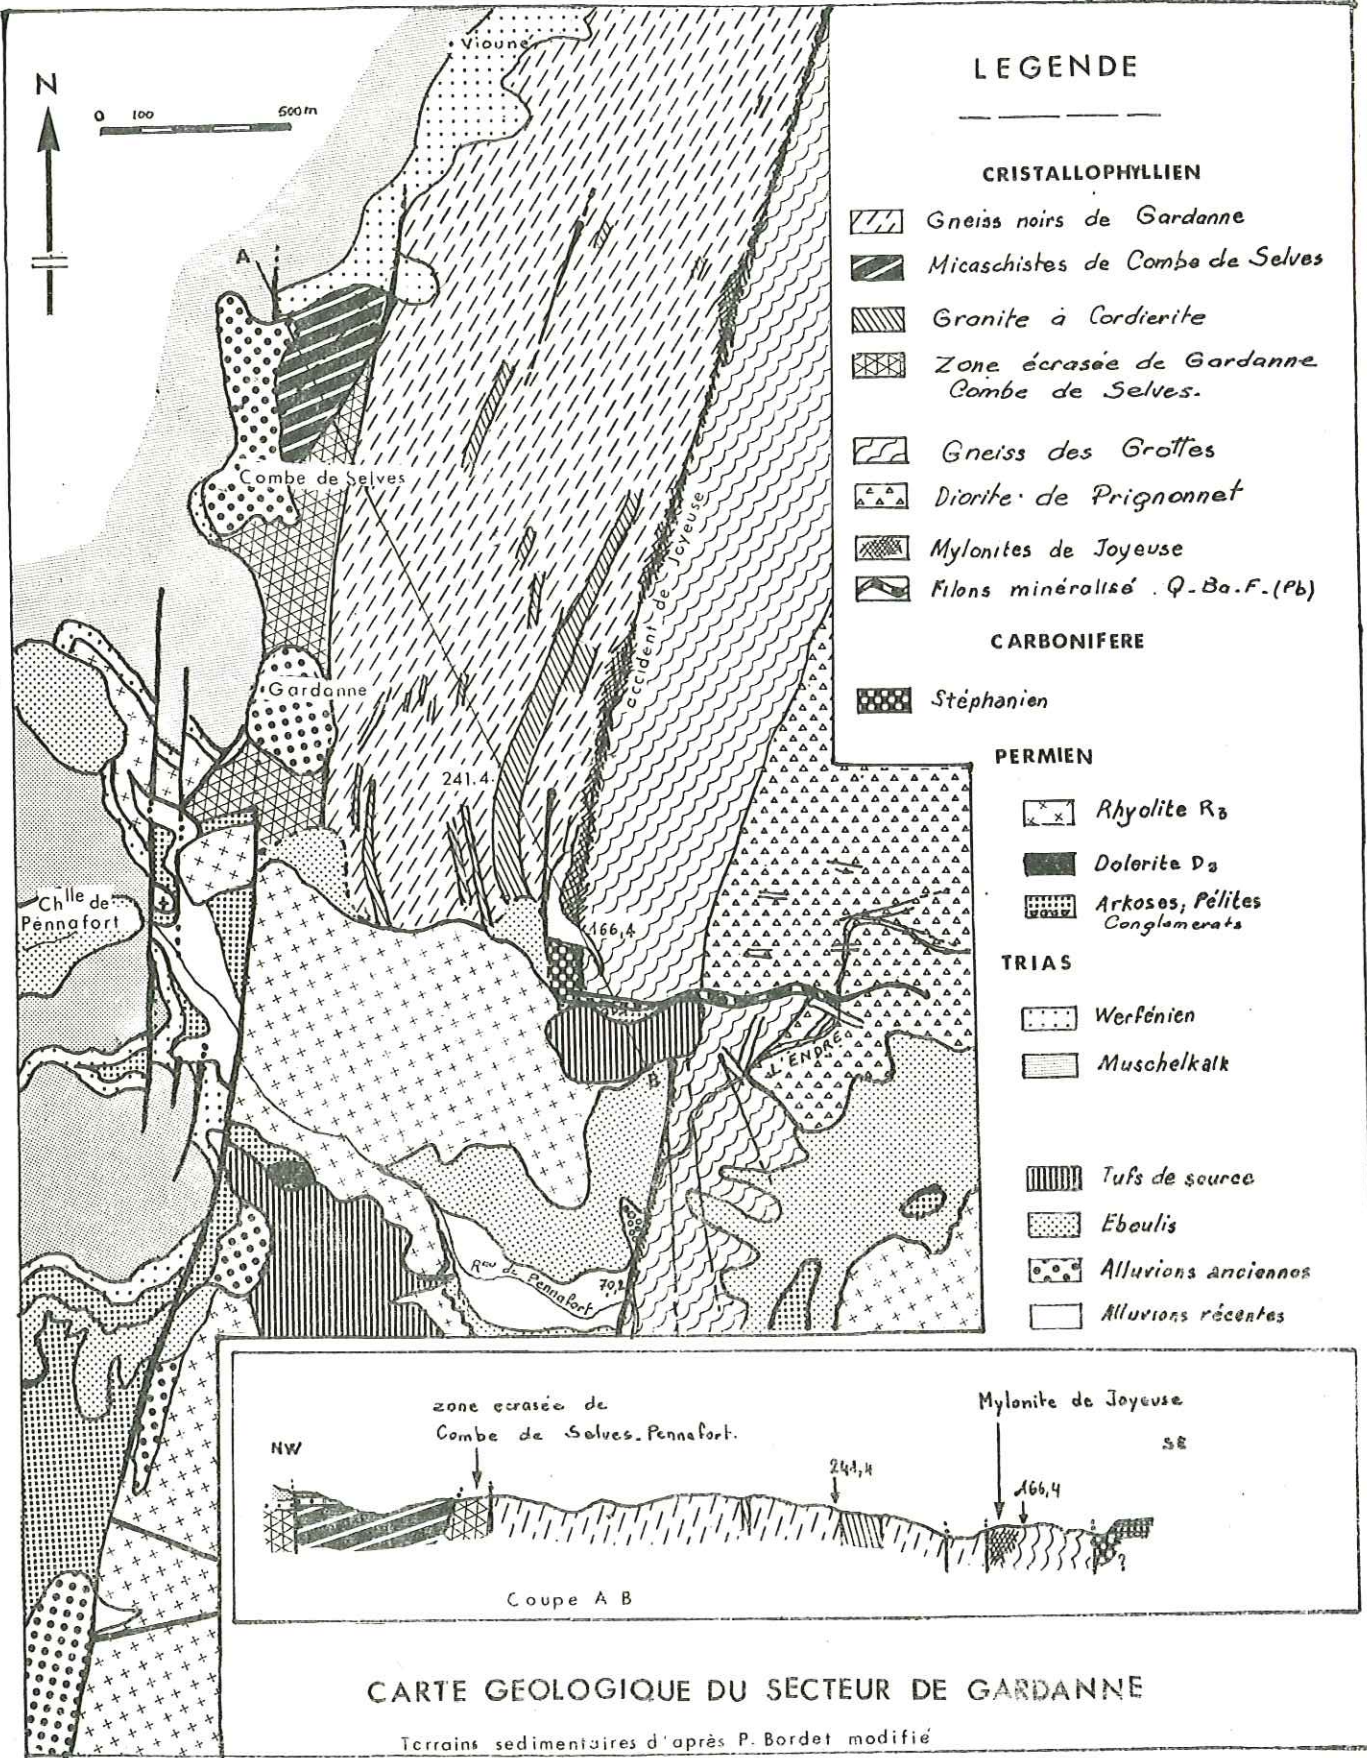 Viouné
N
0 100 500m
A
Combe de Selves
accident de Joyeuse
Gardanne
241.4
Chlle de
Pennafort
166,4
L'ENDRE
B
Rau de Pennafort
70,2
LEGENDE
CRISTALLOPHYLLIEN
Gneiss noirs de Gardanne
Micaschistes de Combe de Selves
Granite à Cordierite
Zone écrasée de Gardanne
Combe de Selves.
Gneiss des Grottes
Diorite de Prignonnet
Mylonites de Joyeuse
Filons minéralisé . Q-Ba.F-(Pb)
CARBONIFERE
Stéphanien
PERMIEN
Rhyolite R3
Dolerite D3
Arkoses, Pélites
Conglomerats
TRIAS
Werfénien
Muschelkalk
Tufs de source
Eboulis
Alluvions anciennes
Alluvions récentes
zone ecrasée de
Combe de Selves-Pennafort.
Mylonite de Joyeuse
NW
SE
241,4
166,4
?
Coupe A B
CARTE GEOLOGIQUE DU SECTEUR DE GARDANNE
Terrains sedimentaires d'après P. Bordet modifié